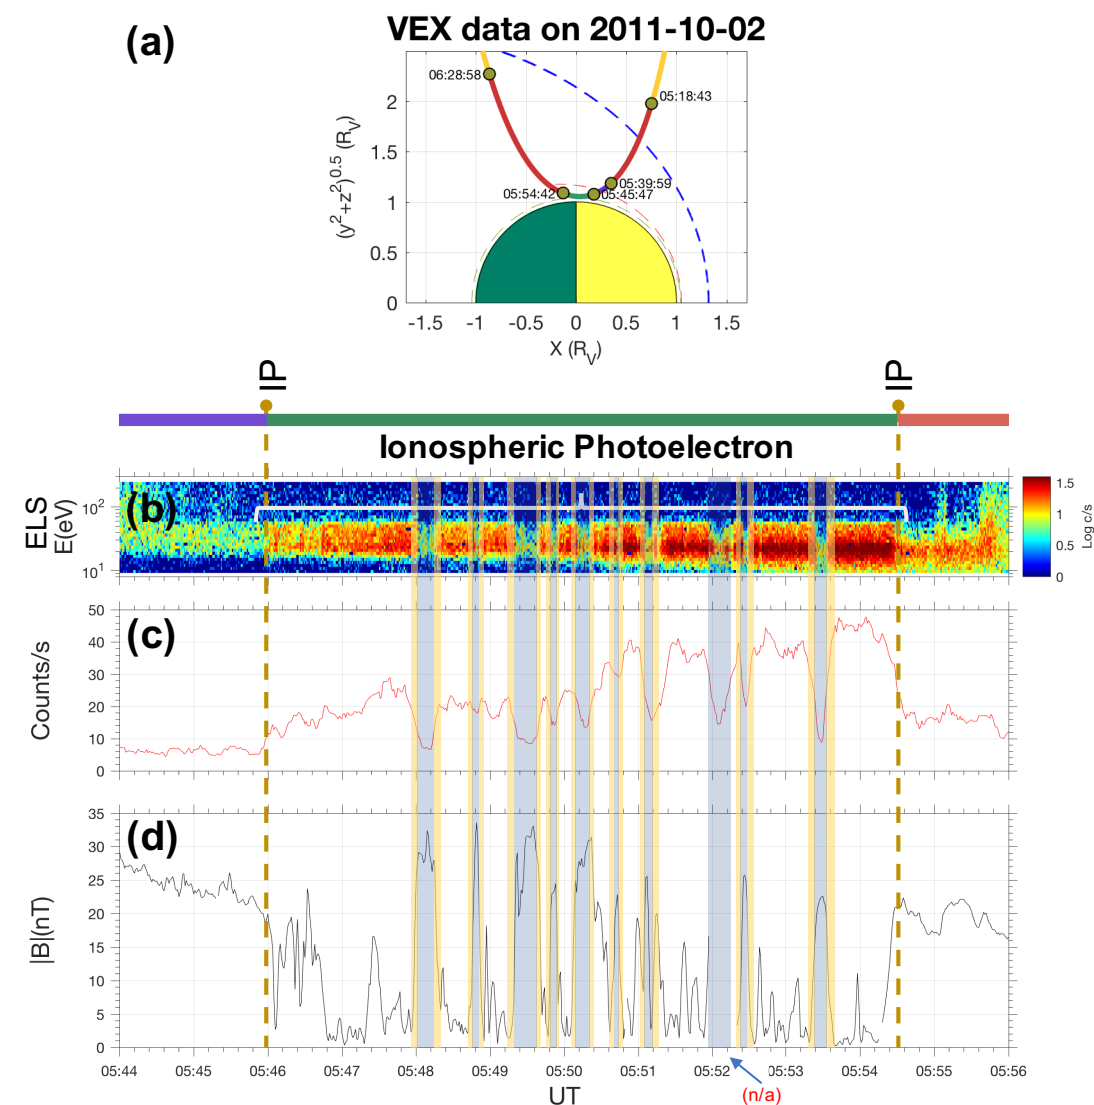 (a)
VEX data on 2011-10-02
06:28:58
05:18:43
05:39:59
05:54:42
05:45:47
2
1.5
1
0.5
0
(y²+z²)^0.5 (R_V)
-1.5 -1 -0.5 0 0.5 1 1.5
X (R_V)
IP IP
Ionospheric Photoelectron
(b)
ELS
E(eV)
10²
10¹
1.5
1
0.5
0
Log c/s
(c)
Counts/s
50
40
30
20
10
0
(d)
|B|(nT)
35
30
25
20
15
10
5
0
05:44 05:45 05:46 05:47 05:48 05:49 05:50 05:51 05:52 05:53 05:54 05:55 05:56
UT
(n/a)